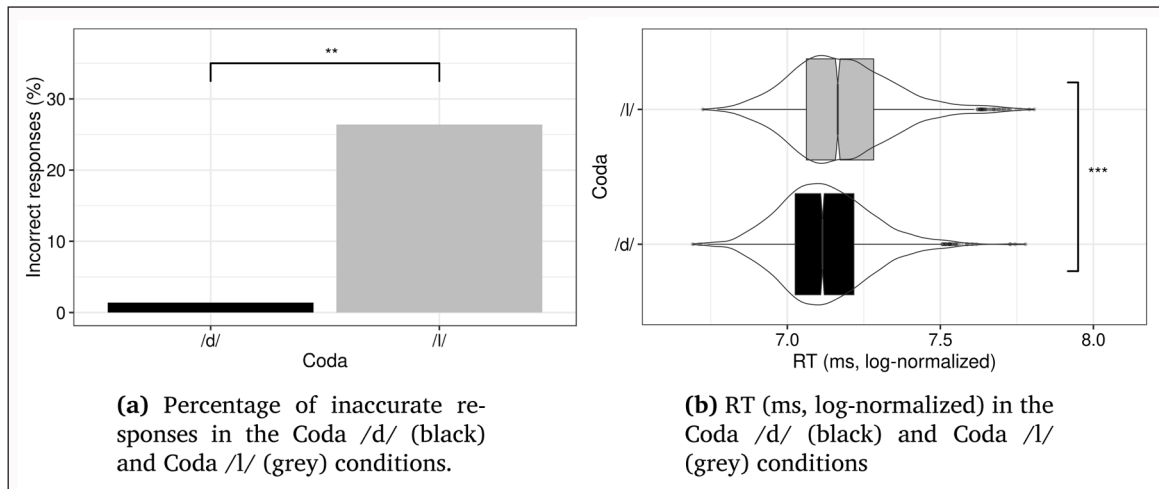 **
Incorrect responses (%)
30
20
10
0
/d/
/l/
Coda
(a) Percentage of inaccurate re-
sponses in the Coda /d/ (black)
and Coda /l/ (grey) conditions.
Coda
/l/
/d/
***
7.0
7.5
8.0
RT (ms, log-normalized)
(b) RT (ms, log-normalized) in the
Coda /d/ (black) and Coda /l/
(grey) conditions